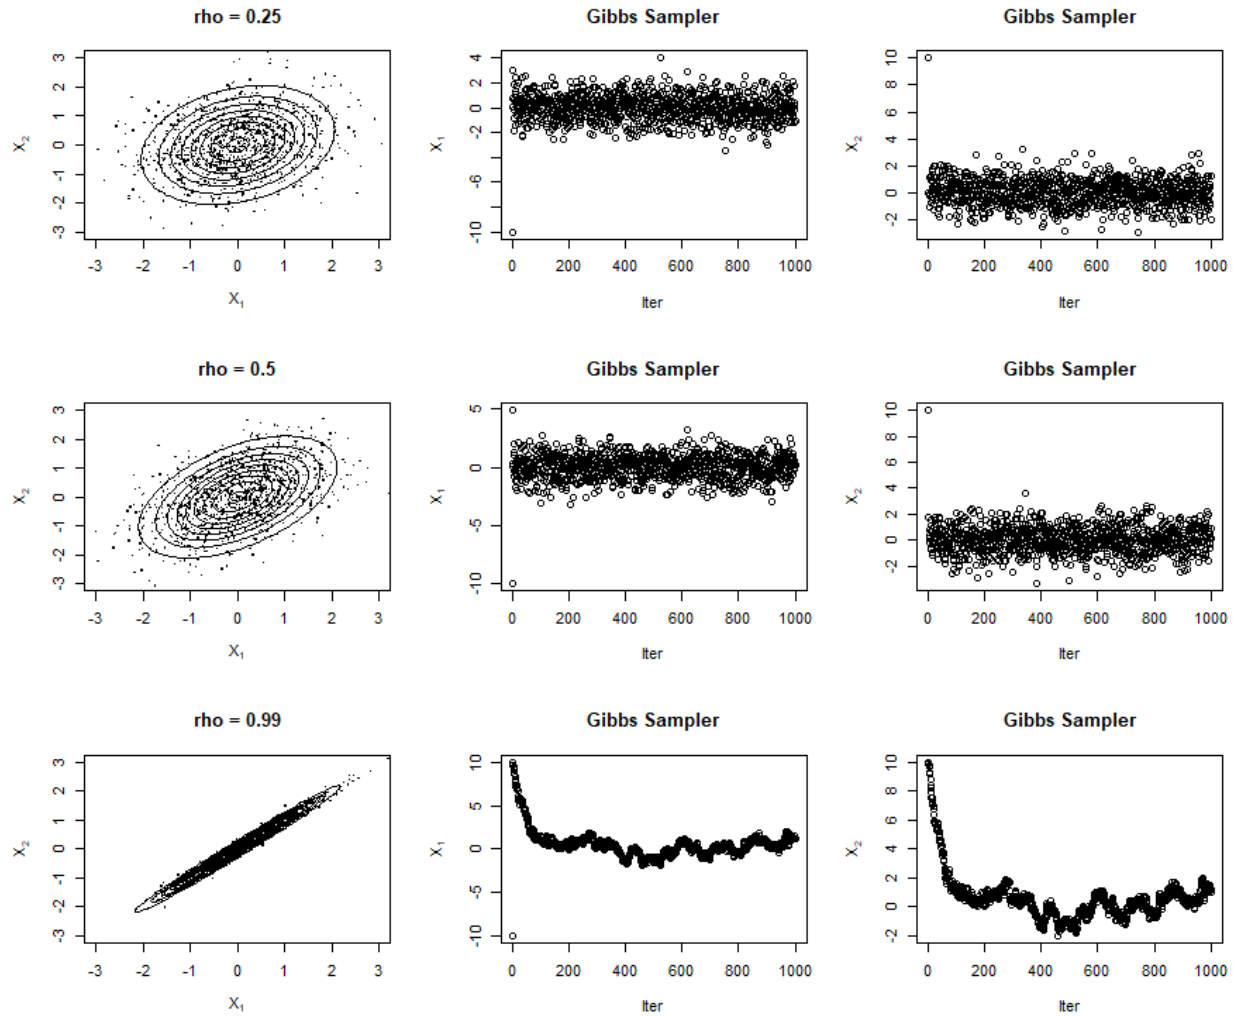 rho = 0.25
Gibbs Sampler
Gibbs Sampler
X₂
3
2
1
0
-1
-2
-3
-3 -2 -1 0 1 2 3
X₁
X₁
4
2
0
-2
-6
-10
0 200 400 600 800 1000
Iter
X₂
10
8
6
4
2
0
-2
0 200 400 600 800 1000
Iter
rho = 0.5
Gibbs Sampler
Gibbs Sampler
X₂
3
2
1
0
-1
-2
-3
-3 -2 -1 0 1 2 3
X₁
X₁
5
0
-5
-10
0 200 400 600 800 1000
Iter
X₂
10
8
6
4
2
0
-2
0 200 400 600 800 1000
Iter
rho = 0.99
Gibbs Sampler
Gibbs Sampler
X₂
3
2
1
0
-1
-2
-3
-3 -2 -1 0 1 2 3
X₁
X₁
10
5
0
-5
-10
0 200 400 600 800 1000
Iter
X₂
10
8
6
4
2
0
-2
0 200 400 600 800 1000
Iter